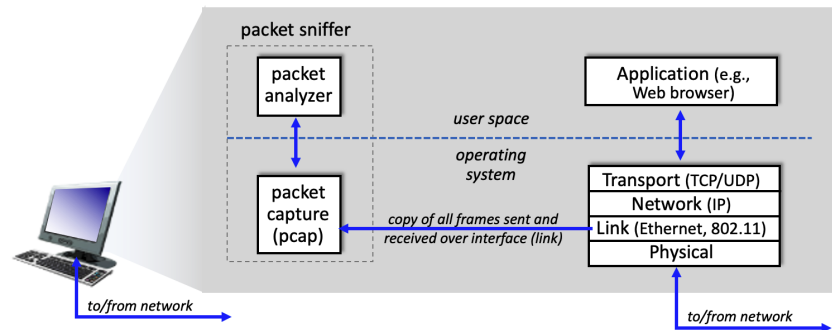 packet sniffer
packet
analyzer
Application (e.g.,
Web browser)
user space
operating
system
packet
capture
(pcap)
copy of all frames sent and
received over interface (link)
Transport (TCP/UDP)
Network (IP)
Link (Ethernet, 802.11)
Physical
to/from network
to/from network